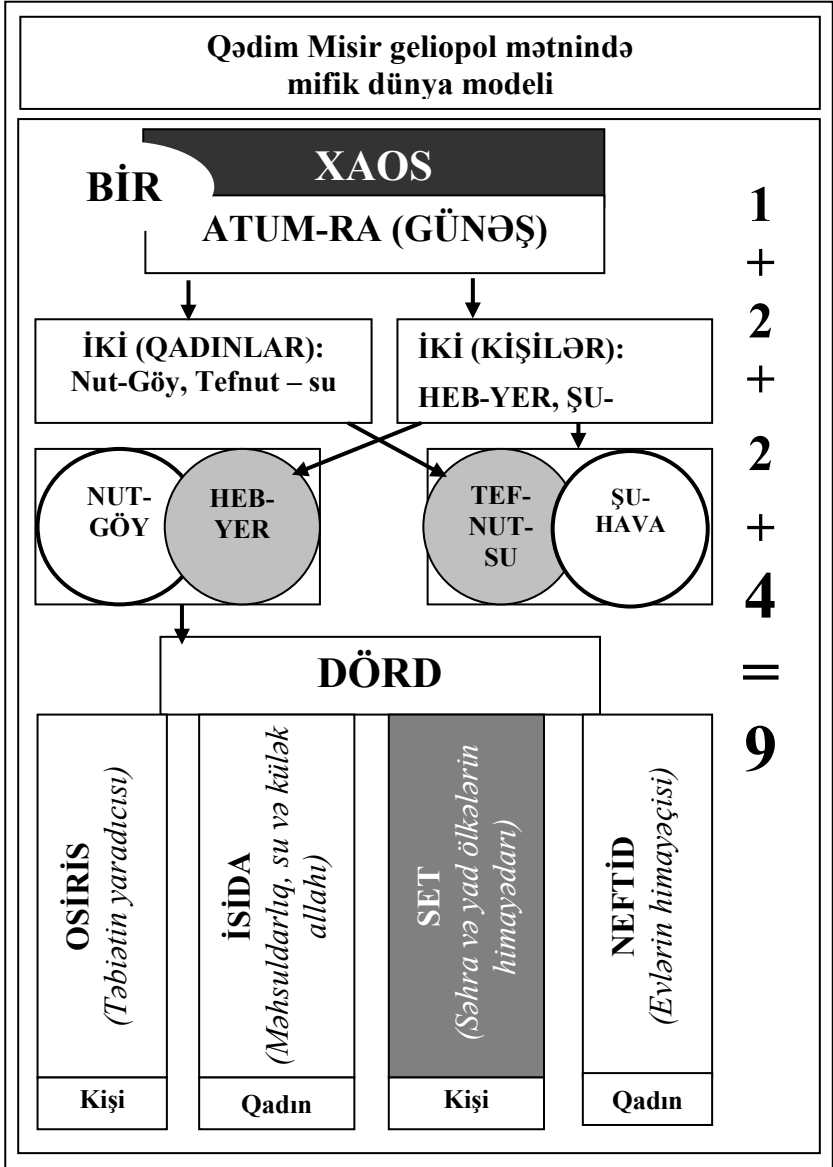 Qədim Misir geliopol mətnində
mifik dünya modeli
BİR
XAOS
ATUM-RA (GÜNƏŞ)
İKİ (QADINLAR):
Nut-Göy, Tefnut – su
İKİ (KİŞİLƏR):
HEB-YER, ŞU-
NUT-
GÖY
HEB-
YER
TEF-
NUT-
SU
ŞU-
HAVA
DÖRD
OSİRİS
(Təbiətin yaradıcısı)
Kişi
İSİDA
(Məhsuldarlıq, su və külək
allahı)
Qadın
SET
(Səhra və yad ölkələrin
himayədarı)
Kişi
NEFTİD
(Evlərin himayəçisi)
Qadın
1
+
2
+
2
+
4
=
9